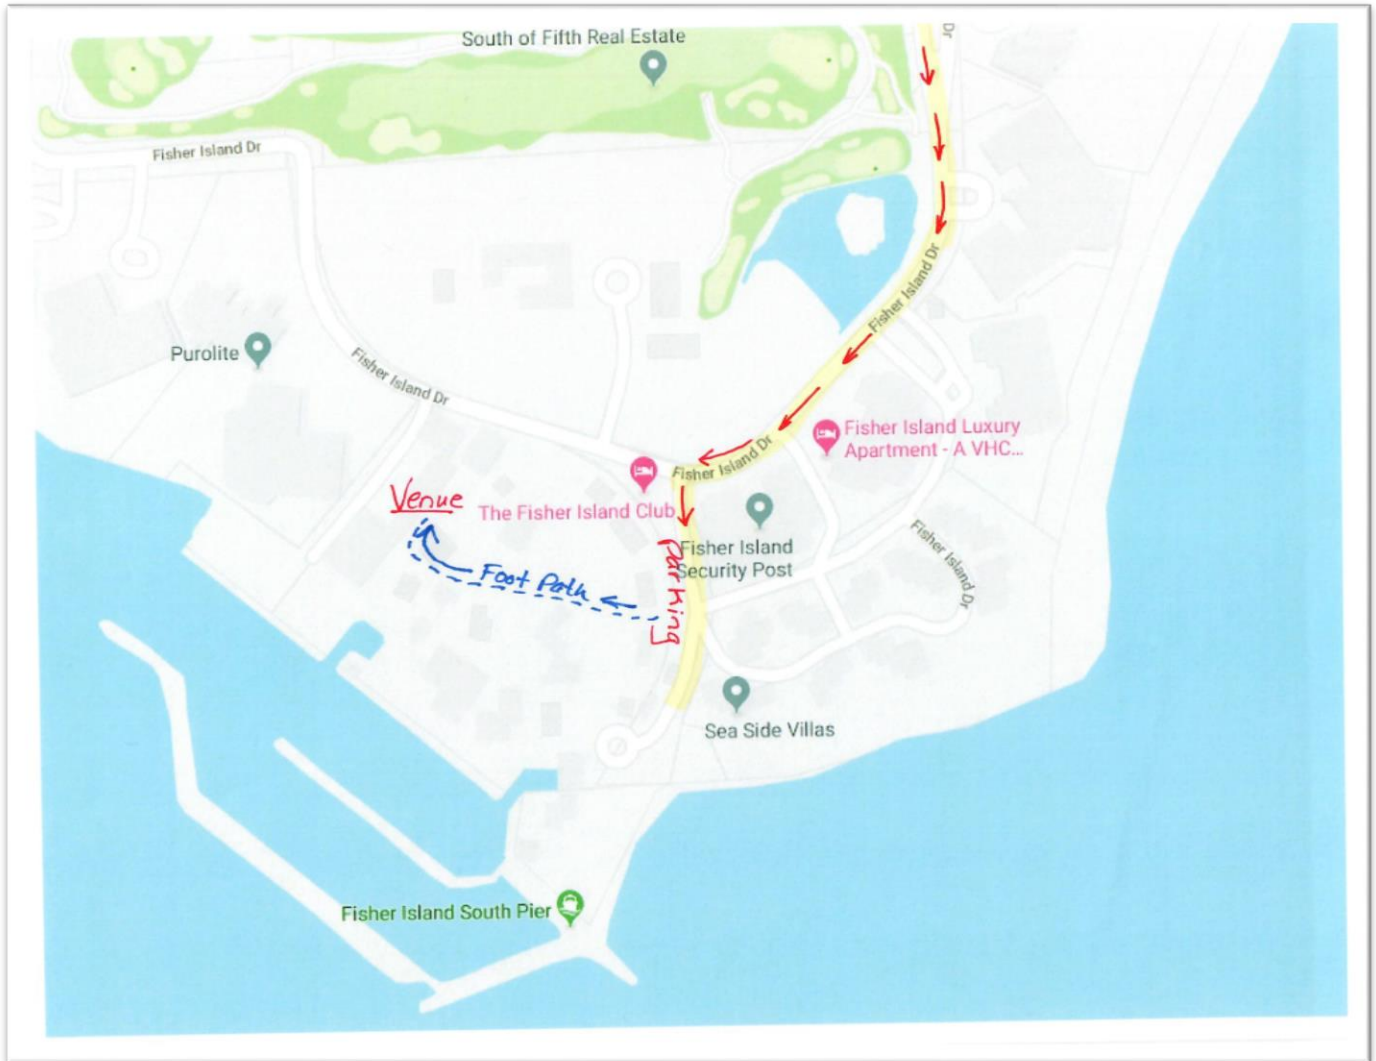 South of Fifth Real Estate
Dr
Fisher Island Dr
Fisher Island Dr
Purolite
Fisher Island Dr
Fisher Island Luxury
Apartment - A VHC...
Fisher Island Dr
Venue
The Fisher Island Club
Fisher Island
Security Post
Parking
Foot Path
Fisher Island Dr
Sea Side Villas
Fisher Island South Pier